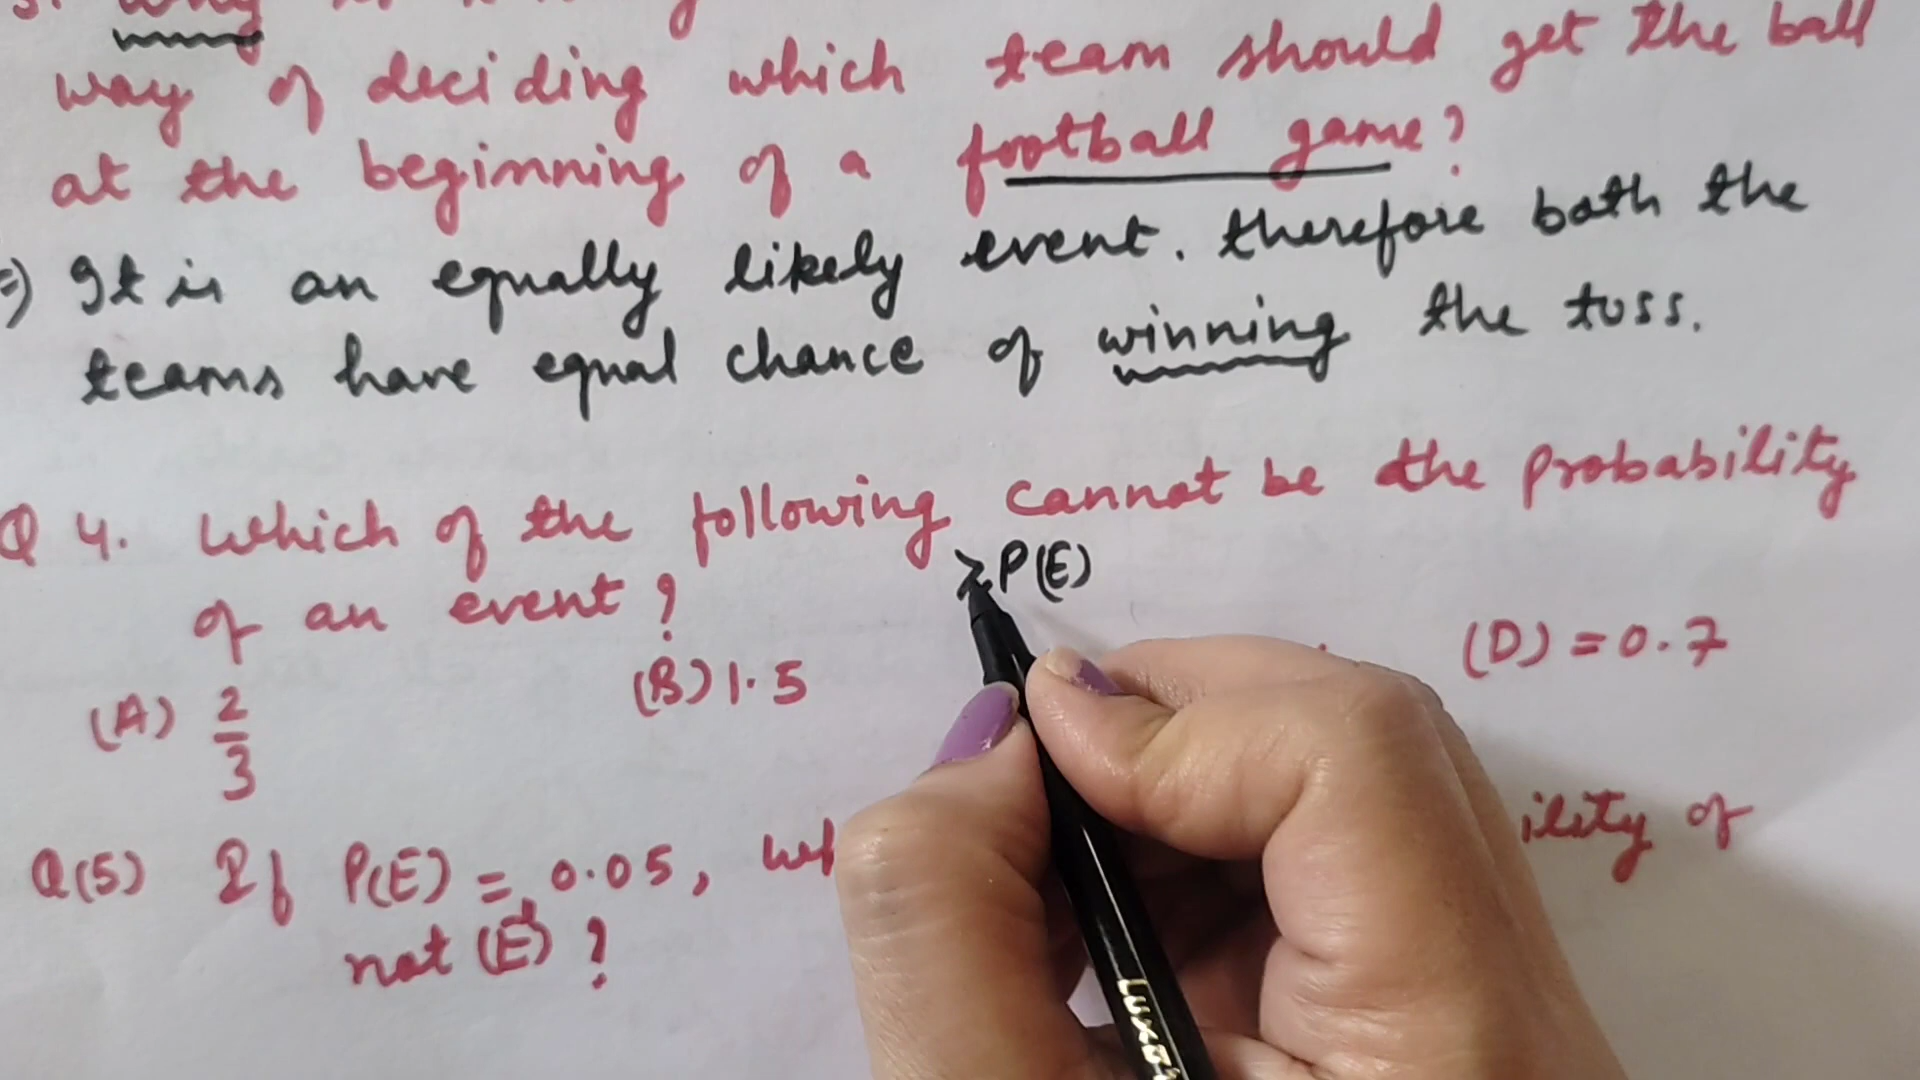 way of deciding which team should get the ball
at the beginning of a football game?
=) It is an equally likely event. therefore both the
teams have equal chance of winning the toss.
Q 4. Which of the following cannot be the probability
of an event?
≥ P(E)
(A) 2/3 (B) 1.5 (D) = 0.7
Q(5) If P(E) = 0.05, wh ility of
not (E)?
LUXOR